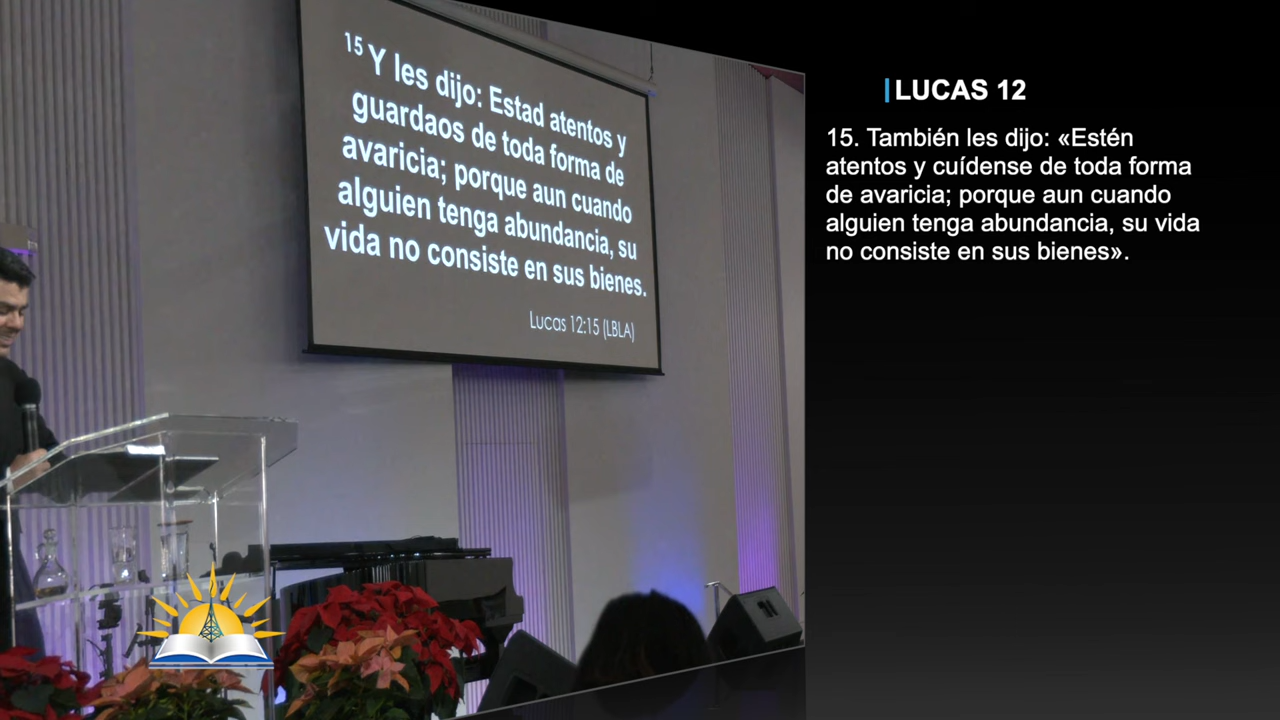 15 Y les dijo: Estad atentos y
guardaos de toda forma de
avaricia; porque aun cuando
alguien tenga abundancia, su
vida no consiste en sus bienes.
Lucas 12:15 (LBLA)
LUCAS 12
15. También les dijo: «Estén
atentos y cuídense de toda forma
de avaricia; porque aun cuando
alguien tenga abundancia, su vida
no consiste en sus bienes».